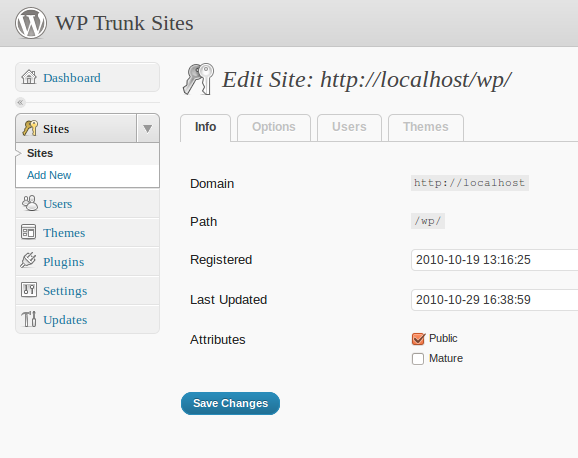 WP Trunk Sites
Dashboard
Sites
Sites
Add New
Users
Themes
Plugins
Settings
Updates
Edit Site: http://localhost/wp/
Info Options Users Themes
Domain http://localhost
Path /wp/
Registered 2010-10-19 13:16:25
Last Updated 2010-10-29 16:38:59
Attributes Public
Mature
Save Changes